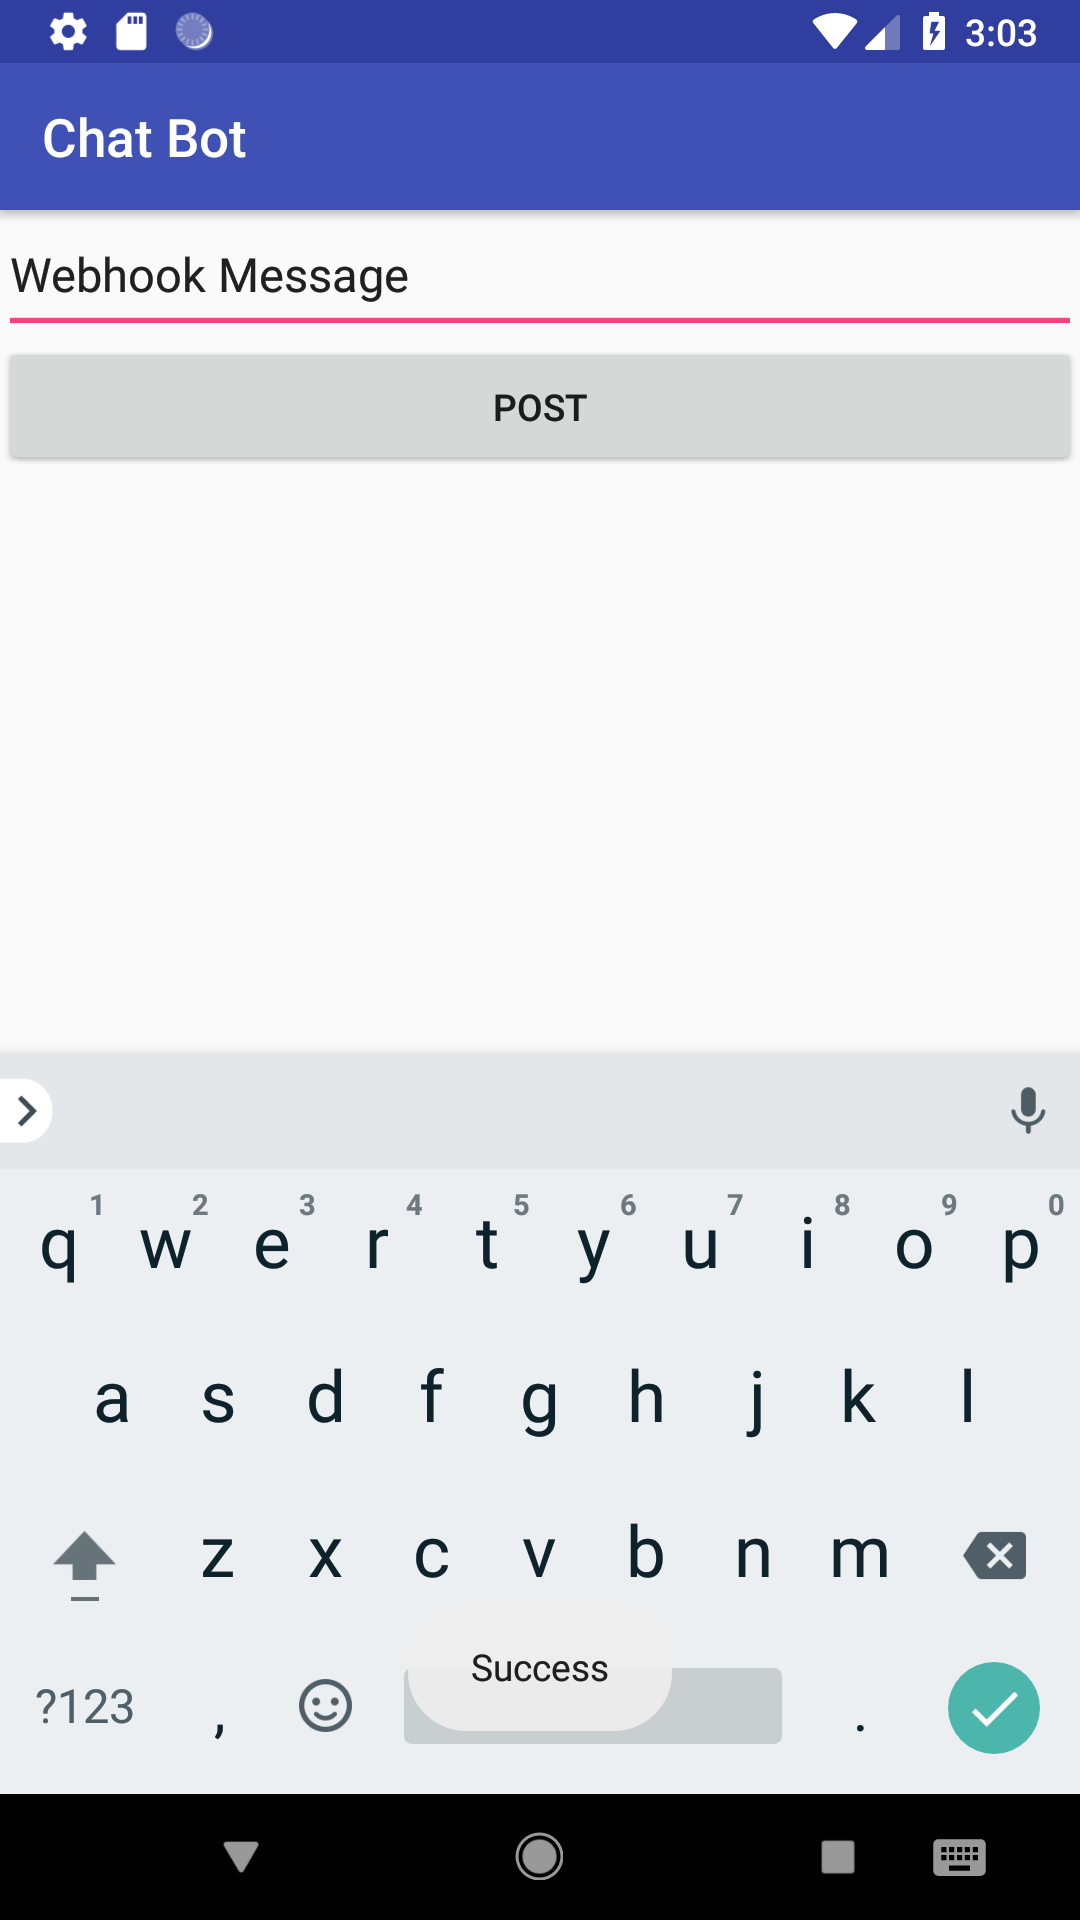 3:03
Chat Bot
Webhook Message
POST
1 2 3 4 5 6 7 8 9 0
q w e r t y u i o p
a s d f g h j k l
z x c v b n m
Success
?123 , .